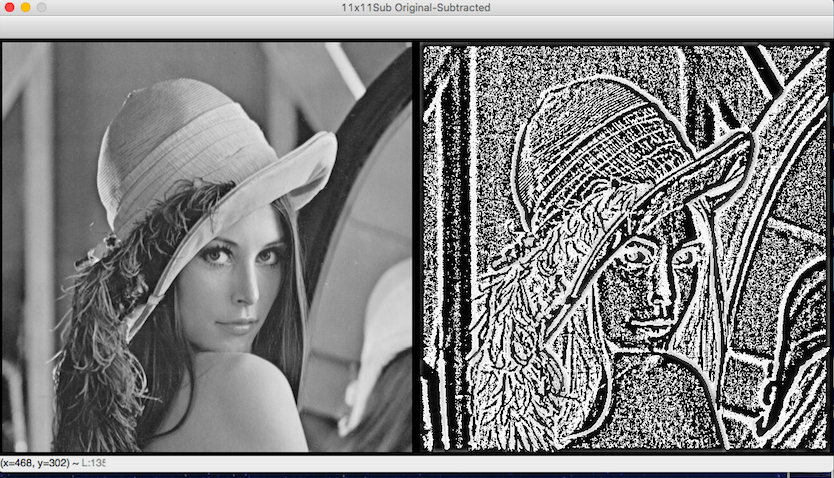 11x11Sub Original-Subtracted
(x=468, y=302) ~ L:135